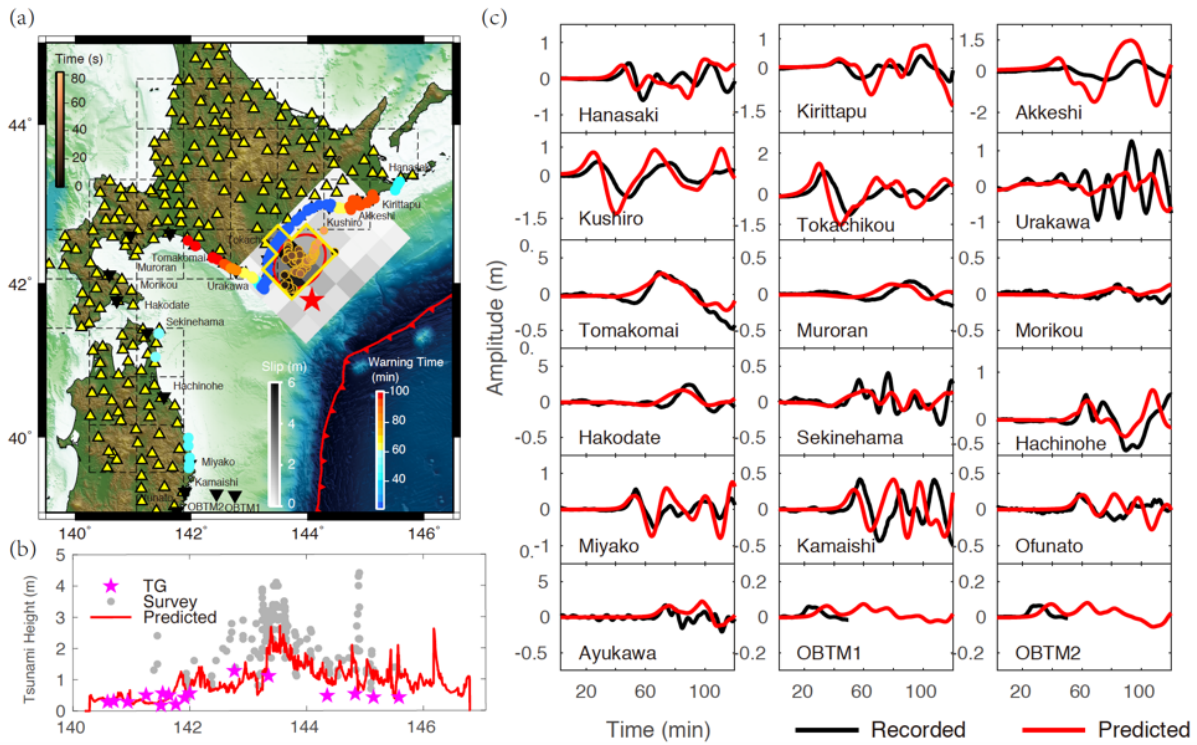 (a)
Time (s)
80
60
40
20
0
44°
42°
40°
140°
142°
144°
146°
Hanasaki
Kirittapu
Akkeshi
Kushiro
Tokach
Tomakomai
Urakawa
Muroran
Morikou
Hakodate
Sekinehama
Hachinohe
Miyako
Kamaishi
Ofunato
OBTM2
OBTM1
Slip (m)
6
4
2
0
Warning Time
(min)
100
80
60
40
(b)
Tsunami Height (m)
5
4
3
2
1
0
TG
Survey
Predicted
140
142
144
146
(c)
Amplitude (m)
1
0
-1
Hanasaki
1
0
1.5
Kirittapu
1.5
0
-2
Akkeshi
1
0
-1.5
Kushiro
2
0
1.5
Tokachikou
1
0
-1
Urakawa
0.
0
-0.5
Tomakomai
0.
0
0.5
Muroran
0.5
0
0.5
Morikou
0.5
0
-0.5
Hakodate
0.5
0
0.5
Sekinehama
1
0
0.5
Hachinohe
1
0
0.1
Miyako
0.5
0
0.5
Kamaishi
0.5
0
0.5
Ofunato
5
0
-0.5
Ayukawa
0.2
0
0.2
OBTM1
0.2
0
0.2
OBTM2
20 60 100
20 60 100
20 60 100
Time (min)
Recorded
Predicted